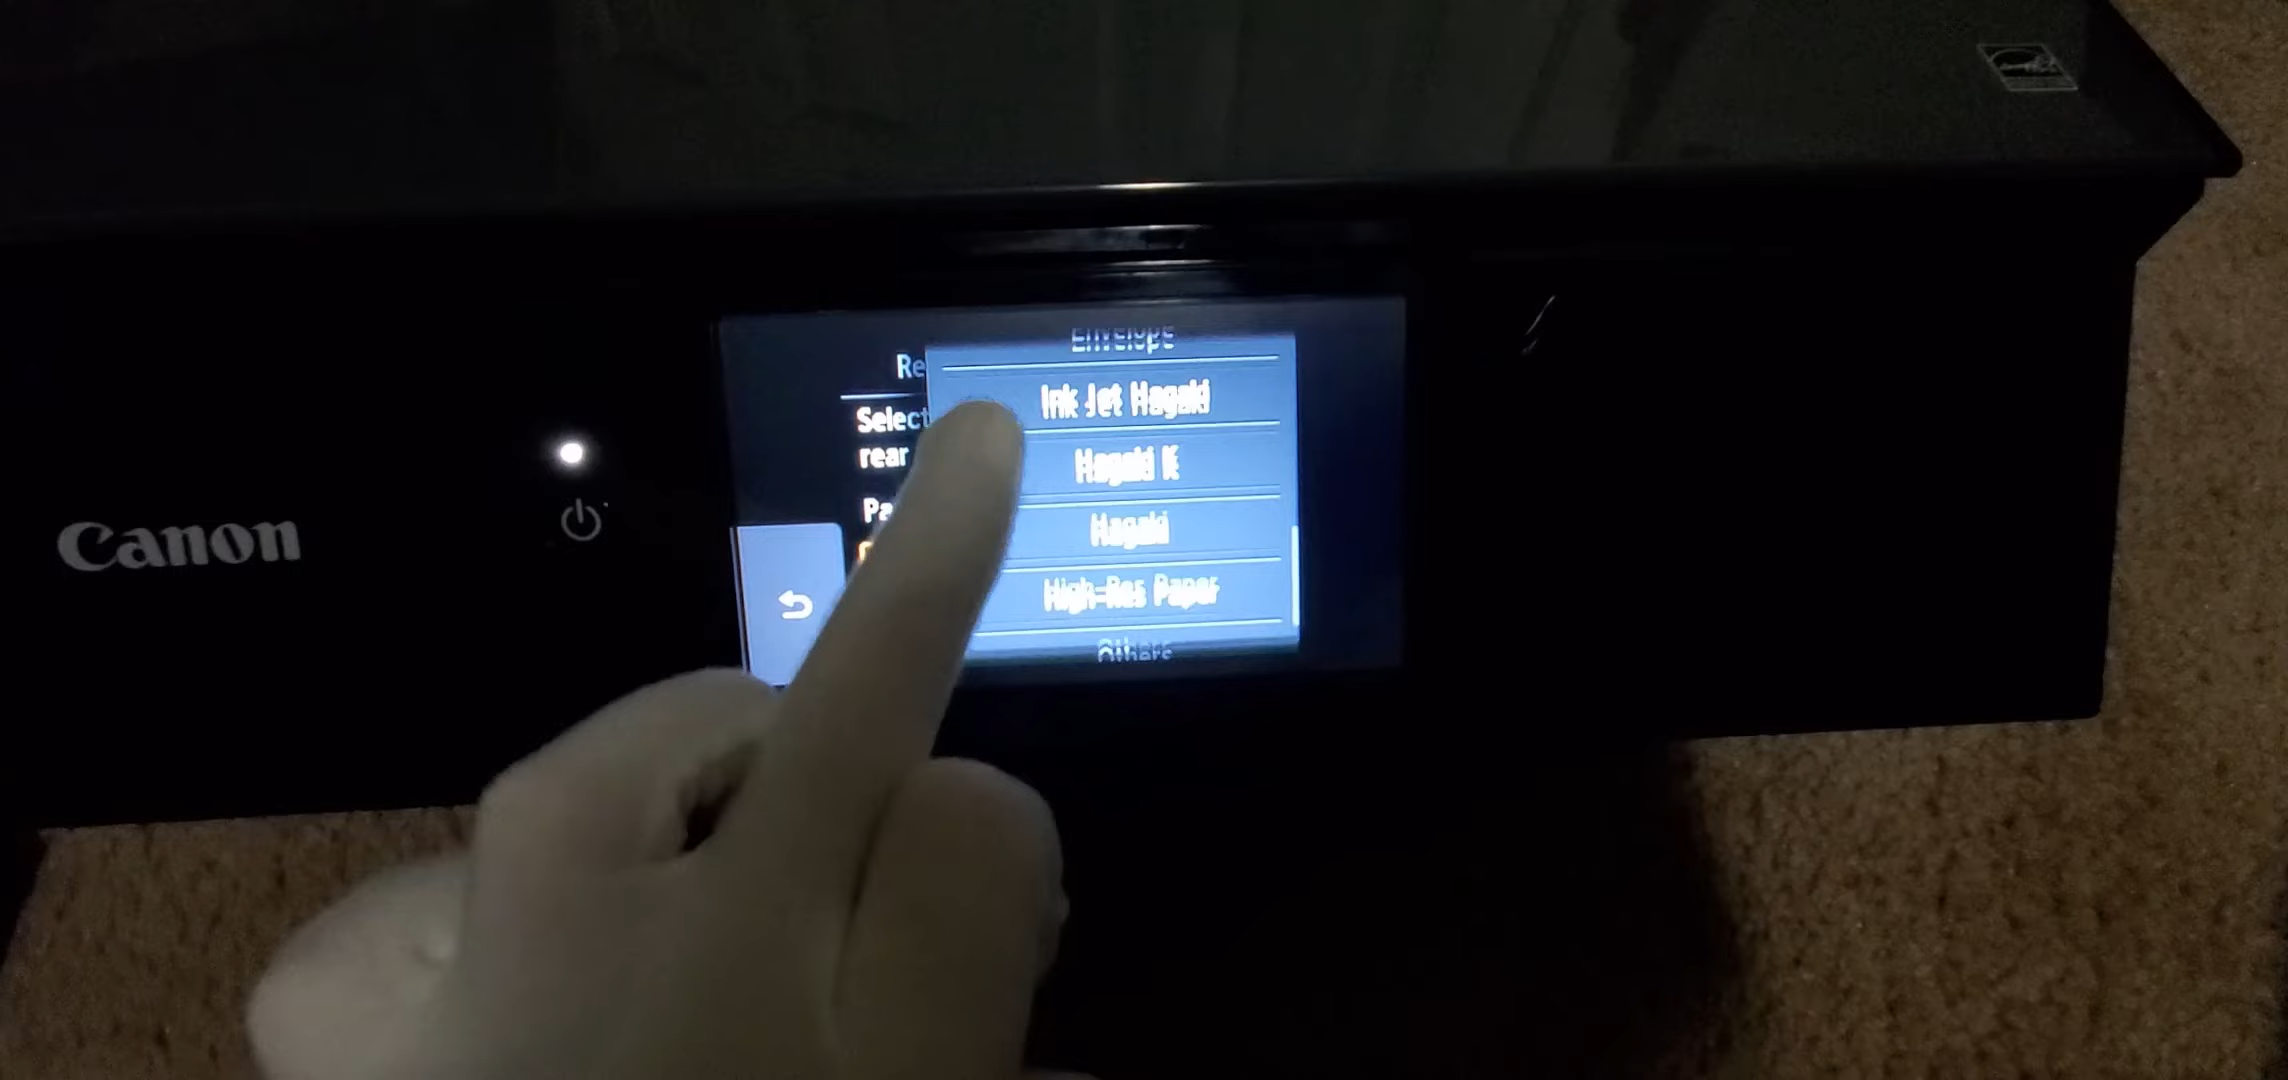 Envelope
Re
Ink Jet Hagaki
Select
rear
Hagaki K
Pa
Hagaki
High-Res Paper
Others
Canon